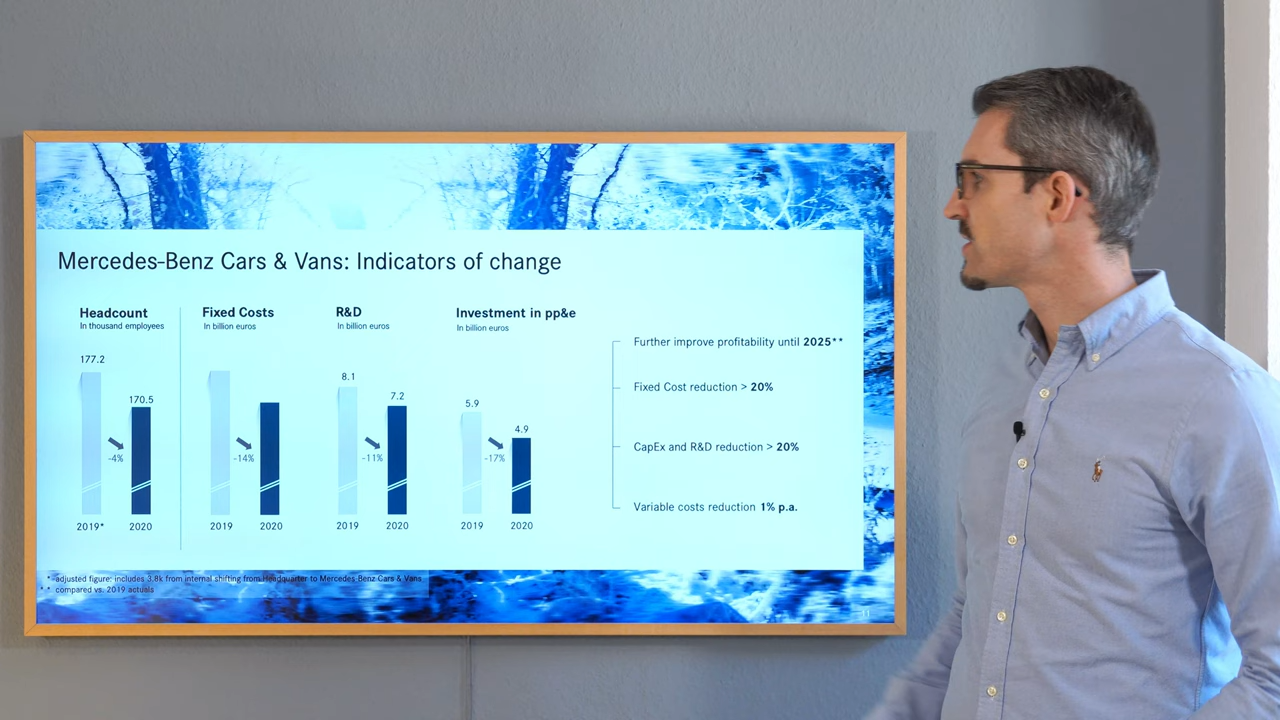 Mercedes-Benz Cars & Vans: Indicators of change
Headcount
In thousand employees
177.2
170.5
-4%
2019*
2020
Fixed Costs
In billion euros
-14%
2019
2020
R&D
In billion euros
8.1
7.2
-11%
2019
2020
Investment in pp&e
In billion euros
5.9
4.9
-17%
2019
2020
Further improve profitability until 2025**
Fixed Cost reduction > 20%
CapEx and R&D reduction > 20%
Variable costs reduction 1% p.a.
* adjusted figure: includes 3.8k from internal shifting from Headquarter to Mercedes-Benz Cars & Vans
** compared vs. 2019 actuals